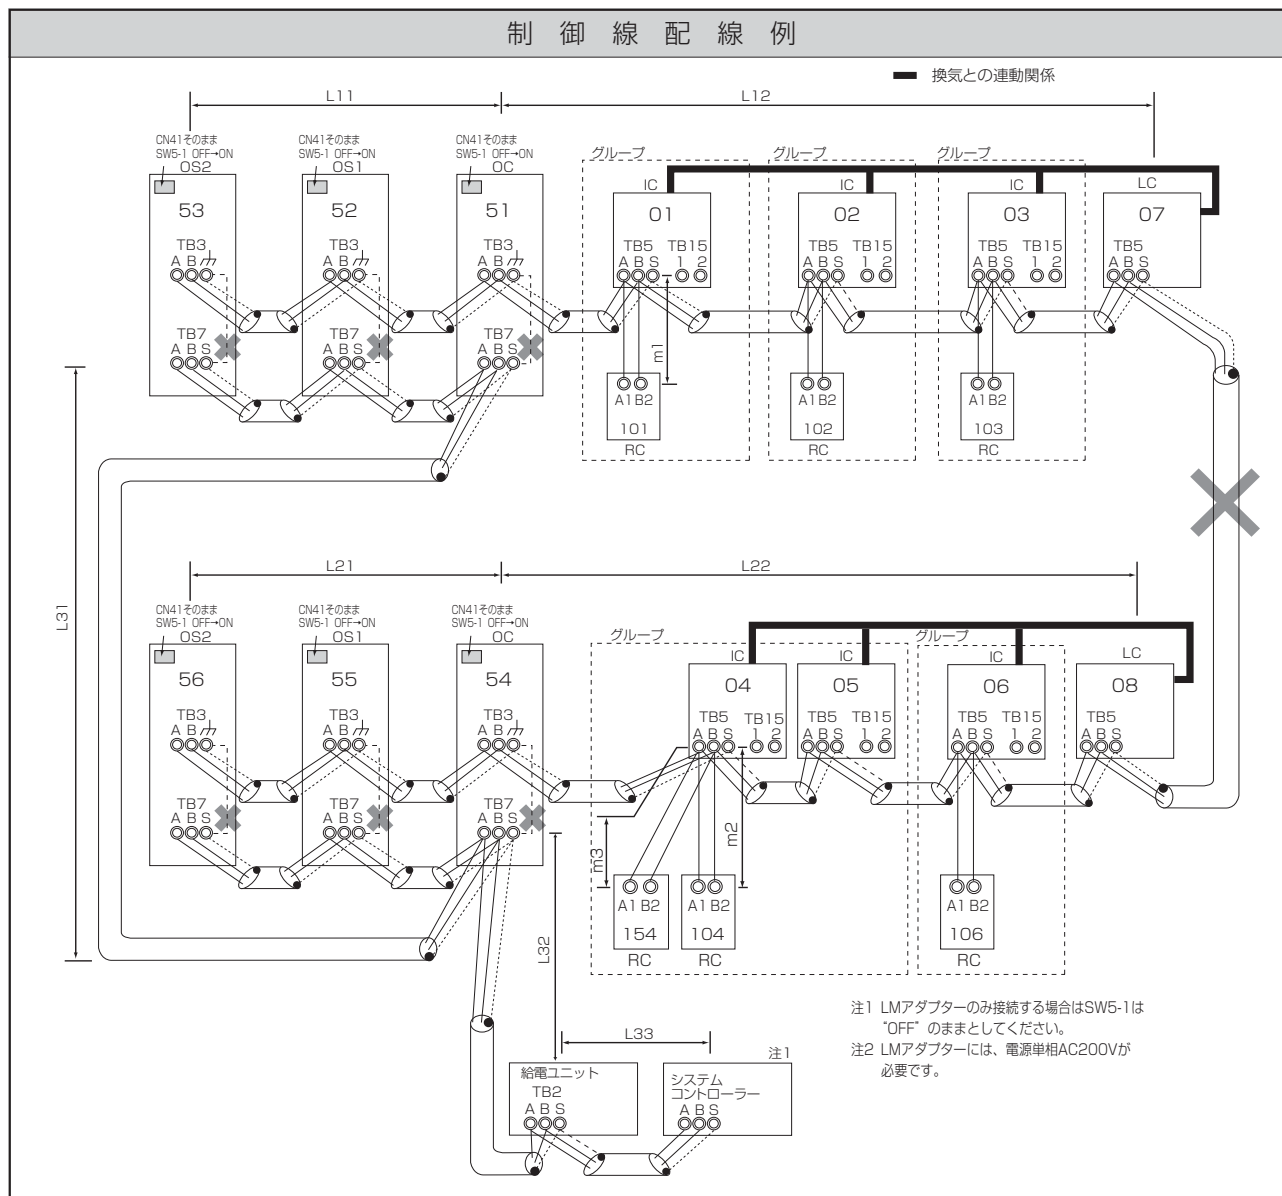 制御線配線例
換気との連動関係
L11
L12
CN41そのまま
SW5-1 OFF→ON
OS2
CN41そのまま
SW5-1 OFF→ON
OS1
CN41そのまま
SW5-1 OFF→ON
OC
グループ
グループ
グループ
IC
IC
IC
LC
53
52
51
01
02
03
07
TB3
A B
TB3
A B
TB3
A B
TB5
A B S
TB15
1 2
TB5
A B S
TB15
1 2
TB5
A B S
TB15
1 2
TB5
A B S
TB7
A B S
TB7
A B S
TB7
A B S
m1
A1 B2
101
RC
A1 B2
102
RC
A1 B2
103
RC
L31
L21
L22
CN41そのまま
SW5-1 OFF→ON
OS2
CN41そのまま
SW5-1 OFF→ON
OS1
CN41そのまま
SW5-1 OFF→ON
OC
グループ
グループ
IC
IC
IC
LC
56
55
54
04
05
06
08
TB3
A B
TB3
A B
TB3
A B
TB5
A B S
TB15
1 2
TB5
A B S
TB15
1 2
TB5
A B S
TB15
1 2
TB5
A B S
TB7
A B S
TB7
A B S
TB7
A B S
m3
m2
A1 B2
154
RC
A1 B2
104
RC
A1 B2
106
RC
L32
注1 LMアダプターのみ接続する場合はSW5-1は
"OFF" のままとしてください。
注2 LMアダプターには、電源単相AC200Vが
必要です。
L33
注1
給電ユニット
TB2
A B S
システム
コントローラー
A B S